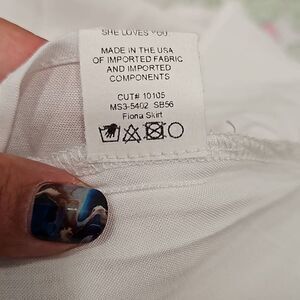 SHE LOVES YOU
MADE IN THE USA
OF IMPORTED FABRIC
AND IMPORTED
COMPONENTS
CUT# 10105
MS3-5402 SB56
Fiona Skirt